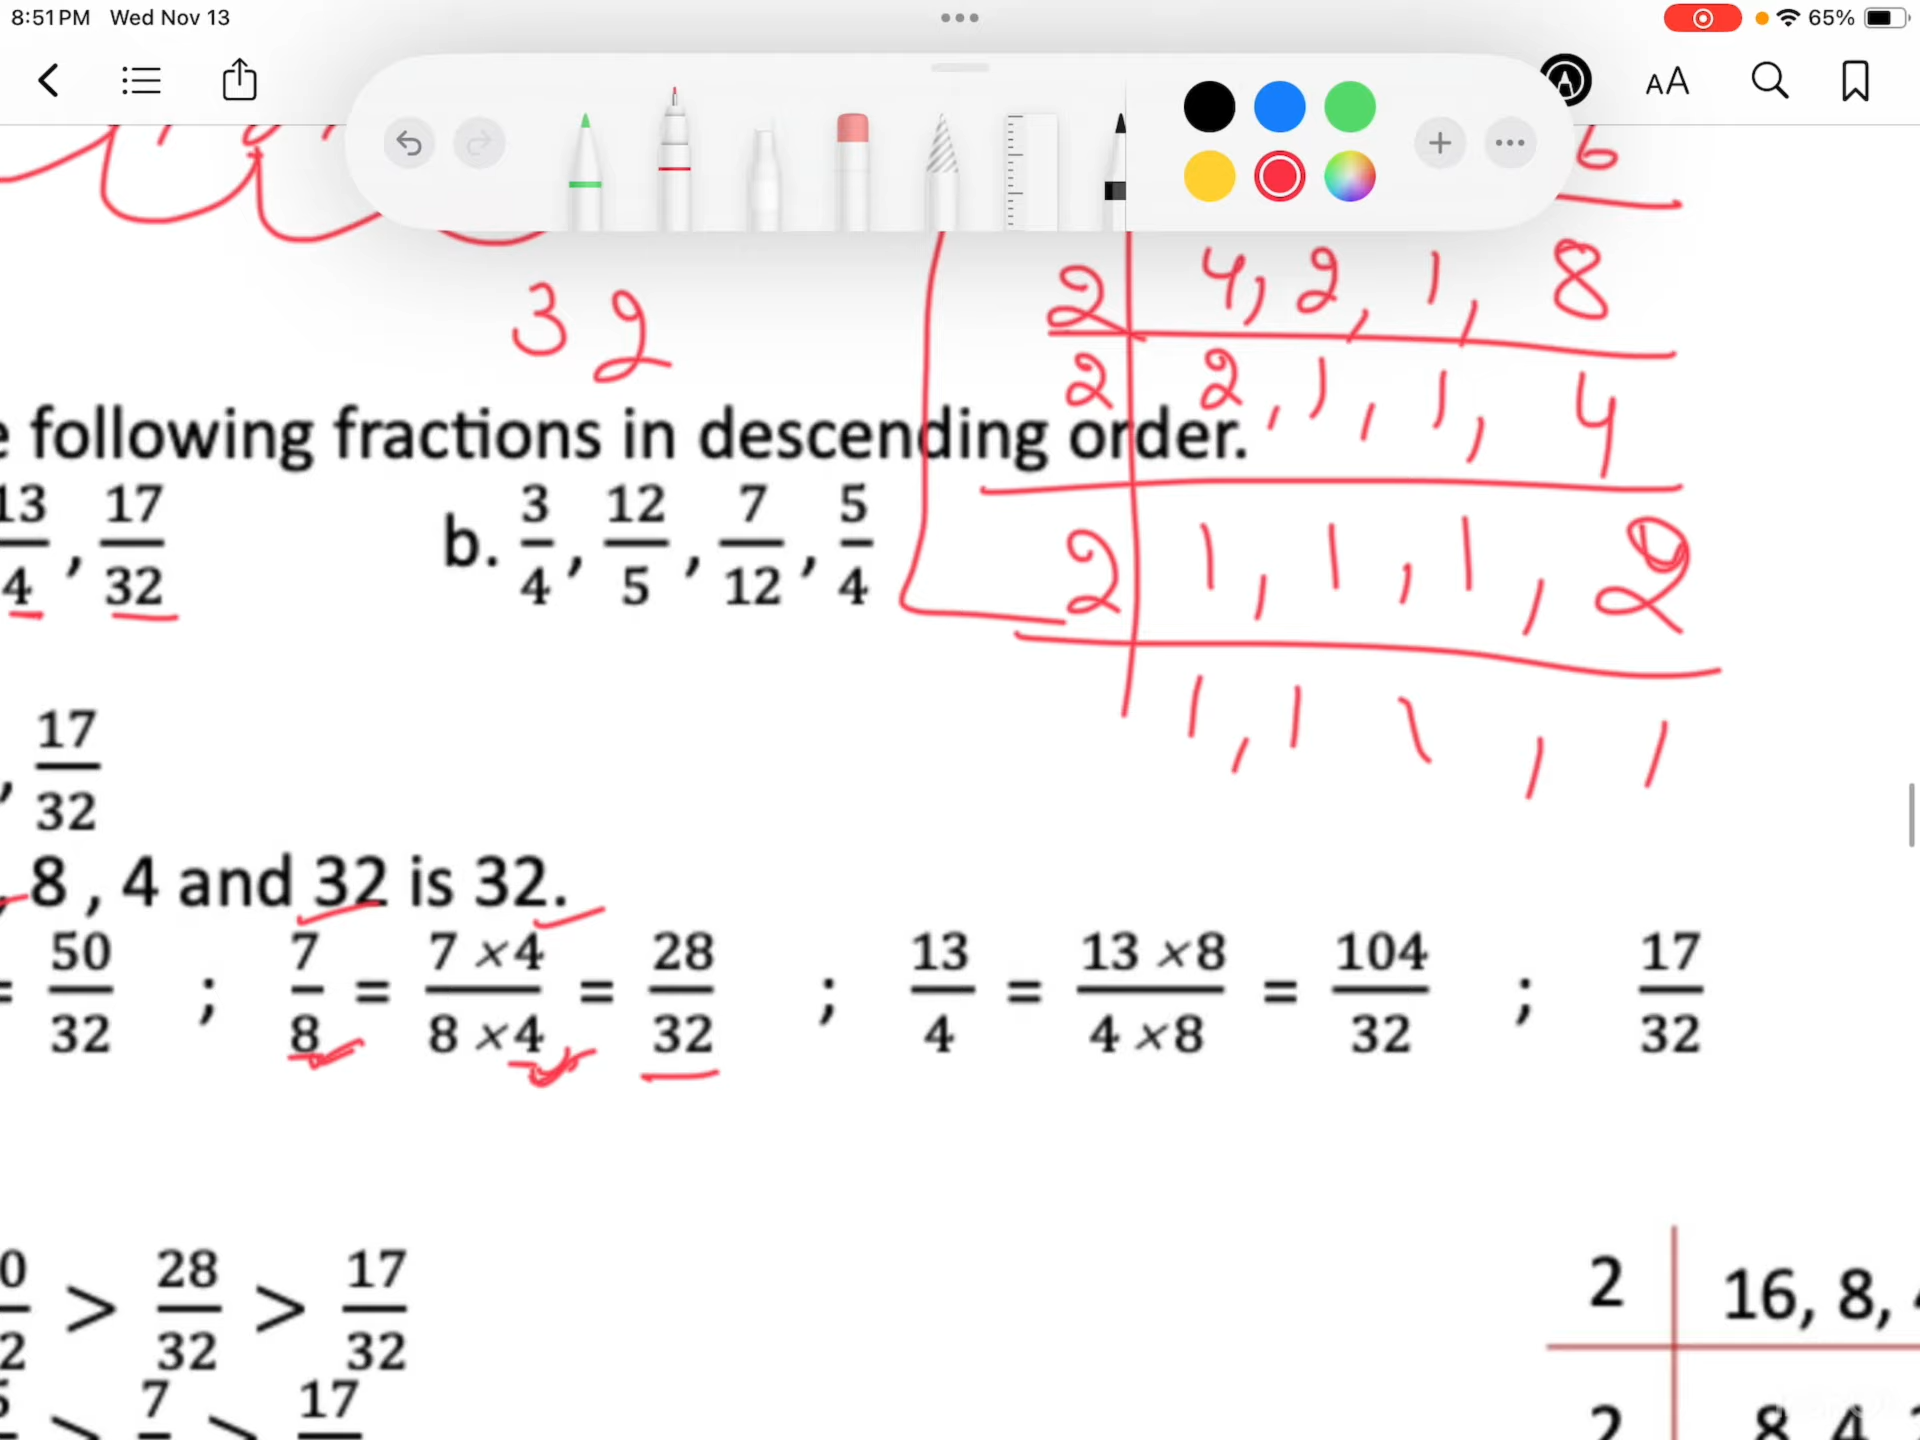 8:51 PM Wed Nov 13
65%
AA
6
2 4, 2, 1, 8
32
2 2, 1, 1, 4
following fractions in descending order.
13/4, 17/32 b. 3/4, 12/5, 7/12, 5/4
2 1, 1, 1, 2
1, 1 1, 1
, 17/32
, 8 , 4 and 32 is 32.
= 50/32 ; 7/8 = 7 ×4/8 ×4 = 28/32 ; 13/4 = 13 ×8/4 ×8 = 104/32 ; 17/32
> 28/32 > 17/32
2 16, 8,
> 7 > 17
2 8, 4,